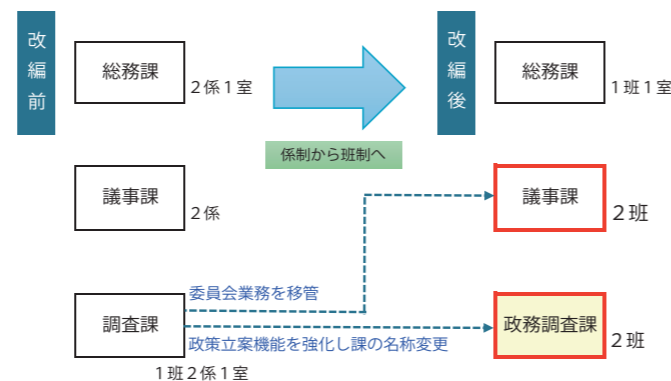 改編前
総務課
2係1室
改編後
総務課
1班1室
係制から班制へ
議事課
2係
議事課
2班
委員会業務を移管
調査課
1班2係1室
政策立案機能を強化し課の名称変更
政務調査課
2班